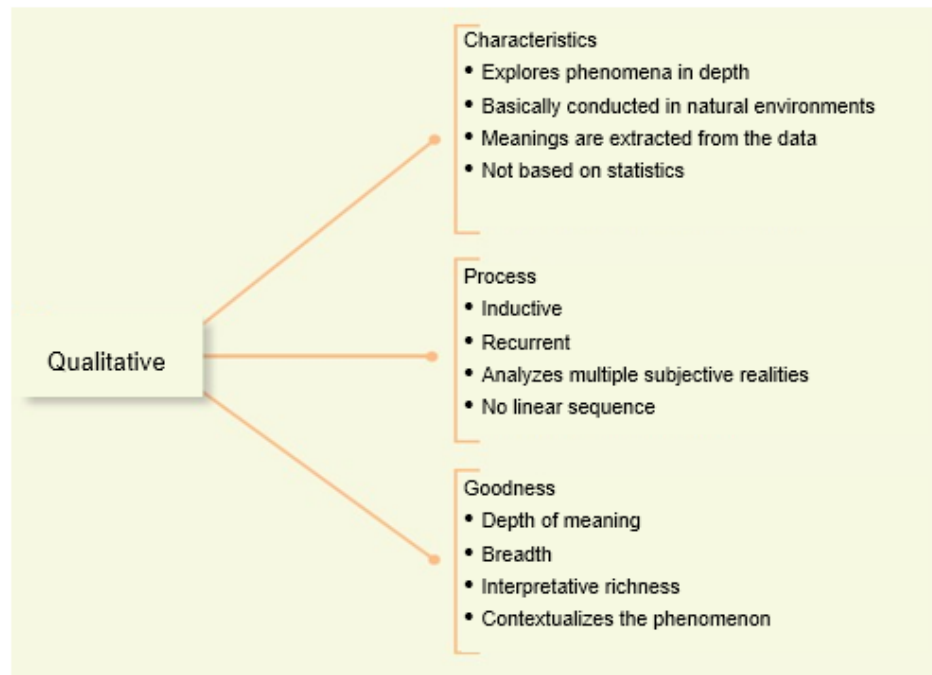 Qualitative
Characteristics
• Explores phenomena in depth
• Basically conducted in natural environments
• Meanings are extracted from the data
• Not based on statistics
Process
• Inductive
• Recurrent
• Analyzes multiple subjective realities
• No linear sequence
Goodness
• Depth of meaning
• Breadth
• Interpretative richness
• Contextualizes the phenomenon